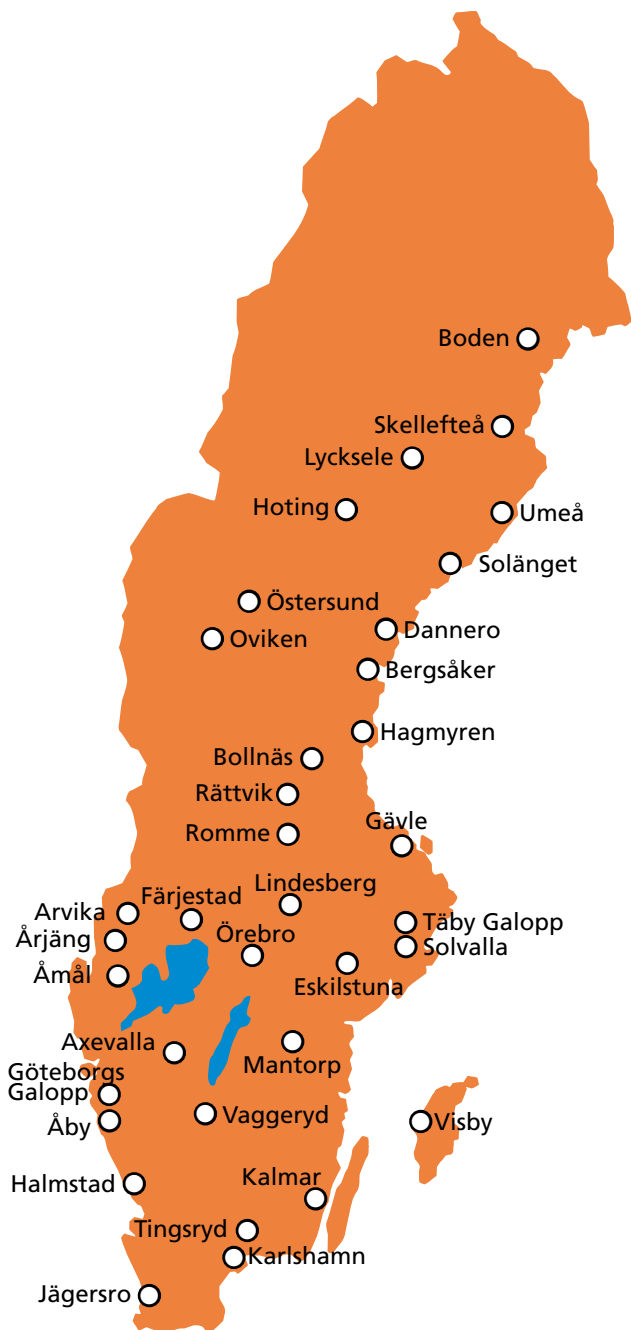 Boden
Skellefteå
Lycksele
Hoting
Umeå
Solänget
Östersund
Dannero
Oviken
Bergsåker
Hagmyren
Bollnäs
Rättvik
Gävle
Romme
Lindesberg
Färjestad
Arvika
Täby Galopp
Årjäng
Örebro
Solvalla
Åmål
Eskilstuna
Axevalla
Mantorp
Göteborgs
Galopp
Vaggeryd
Åby
Visby
Halmstad
Kalmar
Tingsryd
Karlshamn
Jägersro